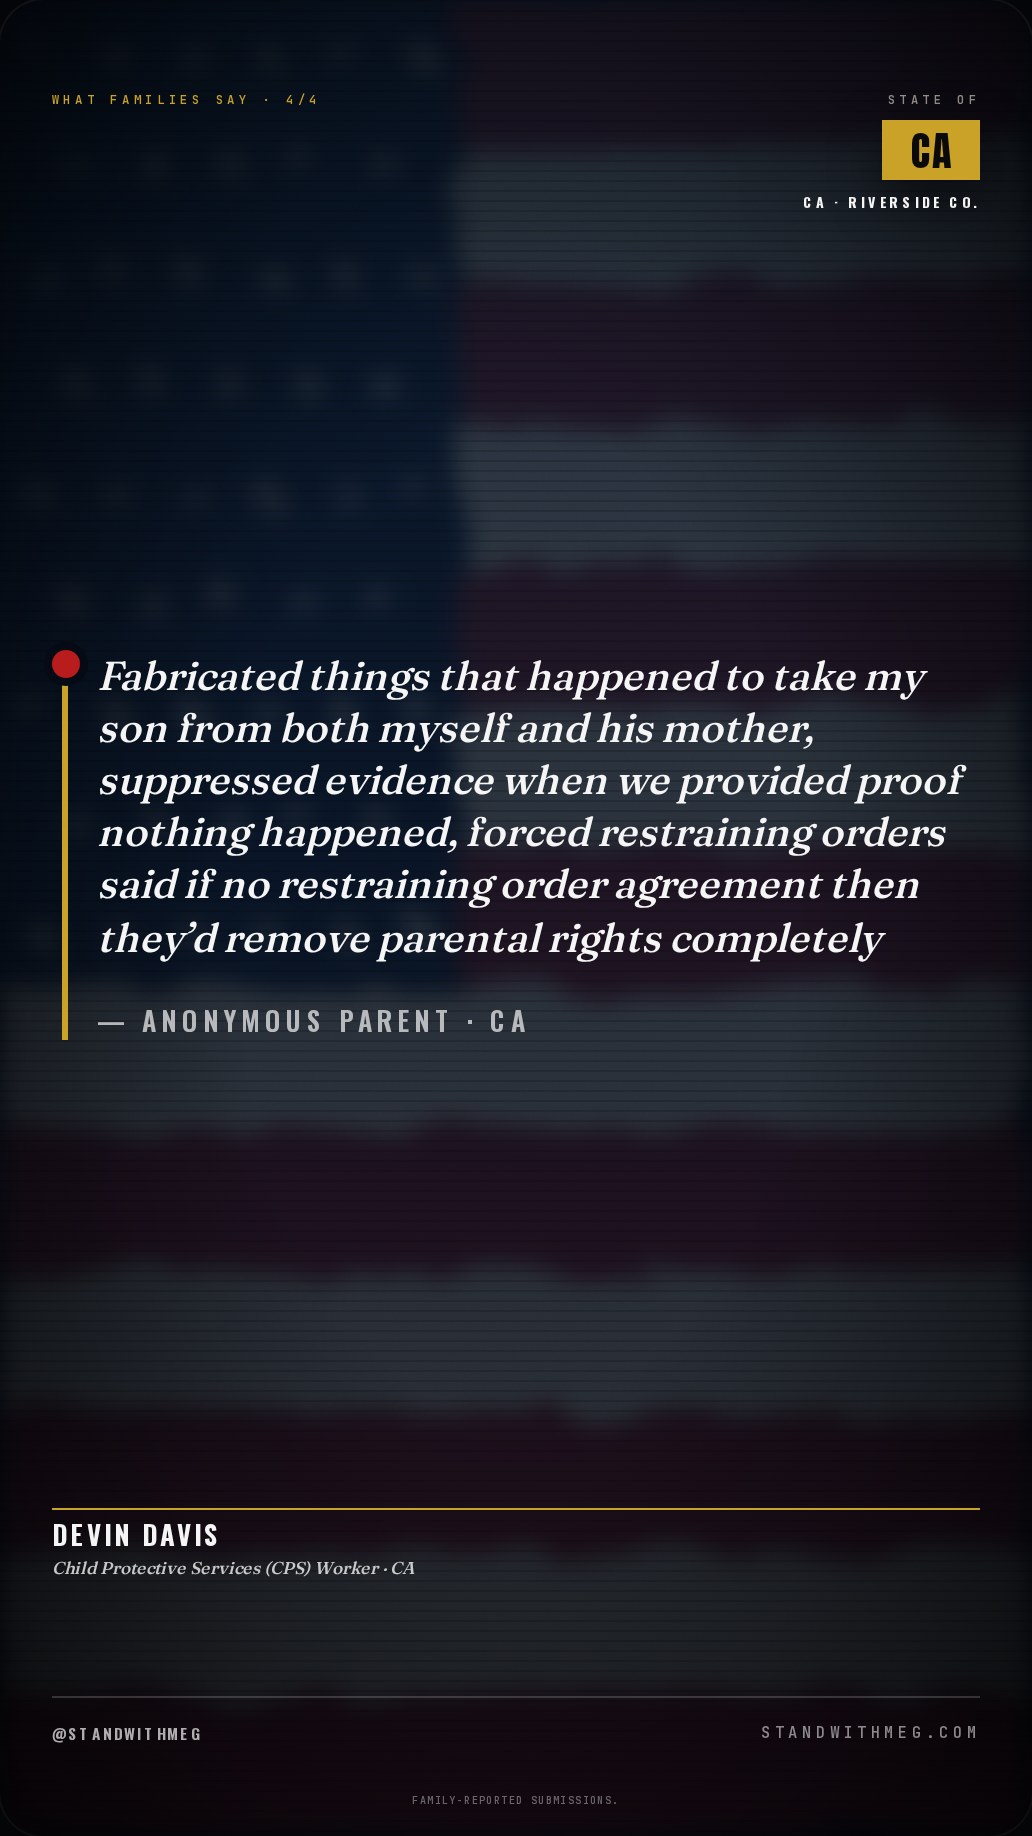 WHAT FAMILIES SAY · 4/4
STATE OF
CA
CA · RIVERSIDE CO.
Fabricated things that happened to take my
son from both myself and his mother,
suppressed evidence when we provided proof
nothing happened, forced restraining orders
said if no restraining order agreement then
they’d remove parental rights completely
— ANONYMOUS PARENT · CA
DEVIN DAVIS
Child Protective Services (CPS) Worker · CA
@STANDWITHMEG
STANDWITHMEG.COM
FAMILY-REPORTED SUBMISSIONS.